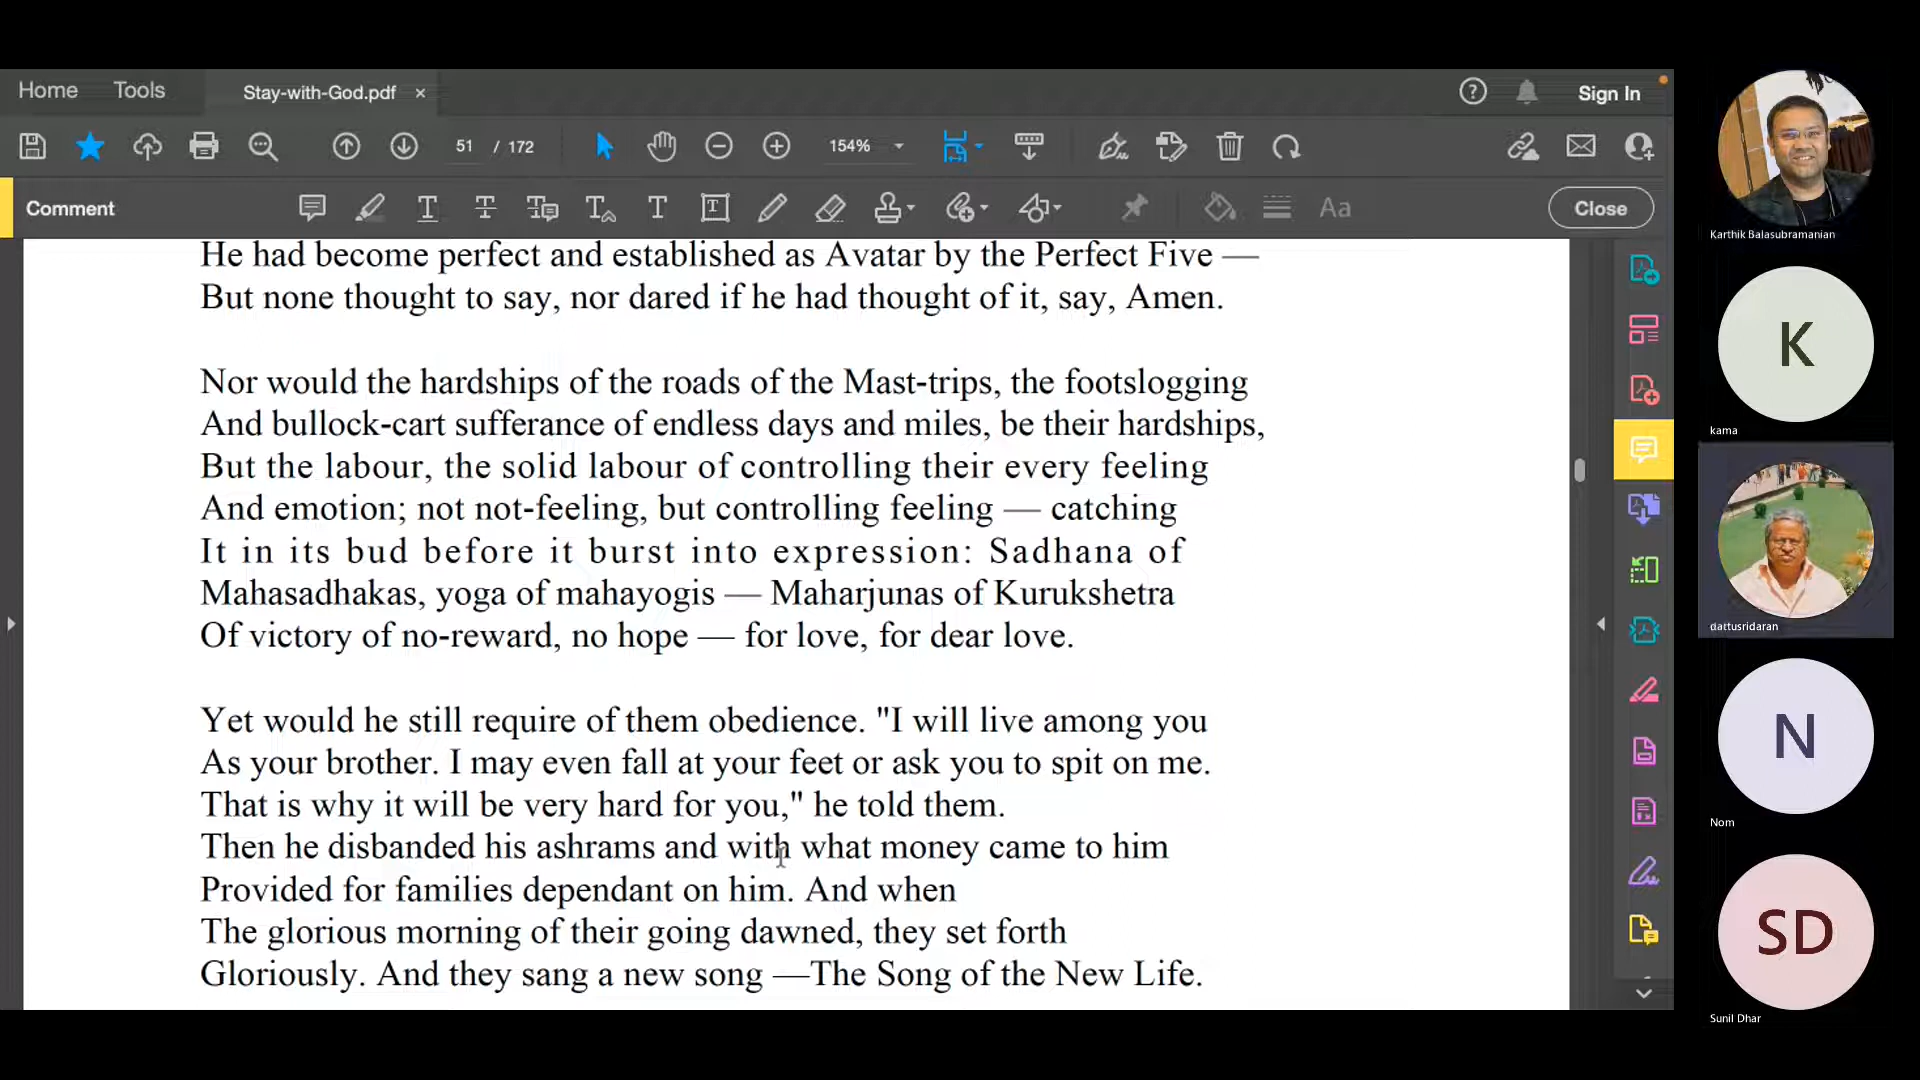 Home Tools Stay-with-God.pdf × Sign In
51 / 172 154%
Comment Close
He had become perfect and established as Avatar by the Perfect Five —
But none thought to say, nor dared if he had thought of it, say, Amen.
Nor would the hardships of the roads of the Mast-trips, the footslogging
And bullock-cart sufferance of endless days and miles, be their hardships,
But the labour, the solid labour of controlling their every feeling
And emotion; not not-feeling, but controlling feeling — catching
It in its bud before it burst into expression: Sadhana of
Mahasadhakas, yoga of mahayogis — Maharjunas of Kurukshetra
Of victory of no-reward, no hope — for love, for dear love.
Yet would he still require of them obedience. "I will live among you
As your brother. I may even fall at your feet or ask you to spit on me.
That is why it will be very hard for you," he told them.
Then he disbanded his ashrams and with what money came to him
Provided for families dependant on him. And when
The glorious morning of their going dawned, they set forth
Gloriously. And they sang a new song —The Song of the New Life.
Karthik Balasubramanian
K
kama
dattusridaran
N
Nom
SD
Sunil Dhar